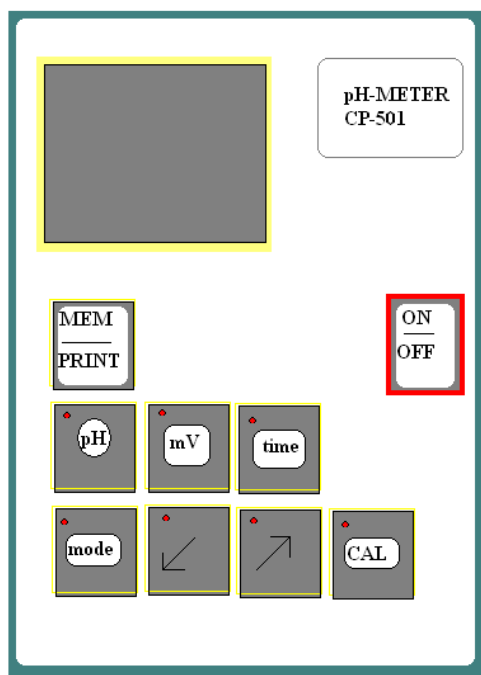 pH-METER
CP-501
MEM
PRINT
ON
OFF
pH
mV
time
mode
CAL